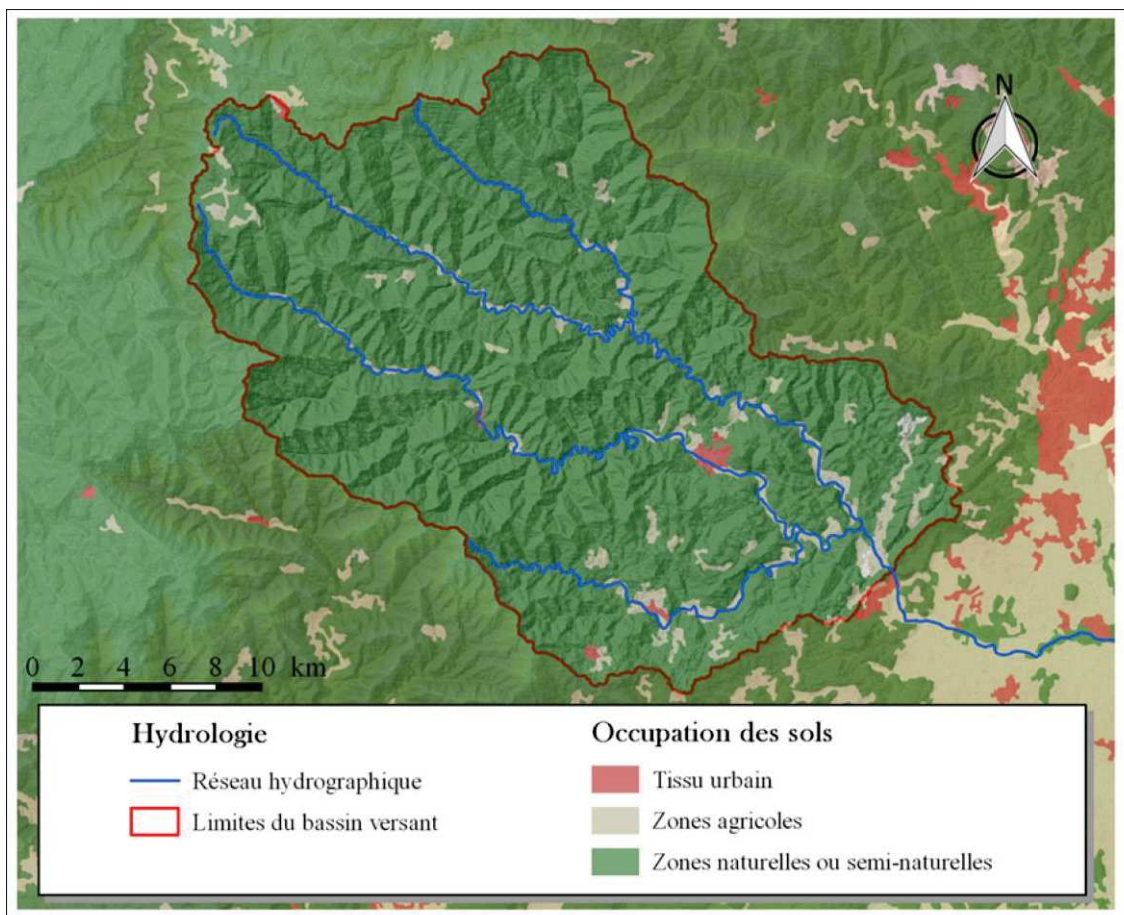 N
0 2 4 6 8 10 km
Hydrologie
Réseau hydrographique
Limites du bassin versant
Occupation des sols
Tissu urbain
Zones agricoles
Zones naturelles ou semi-naturelles